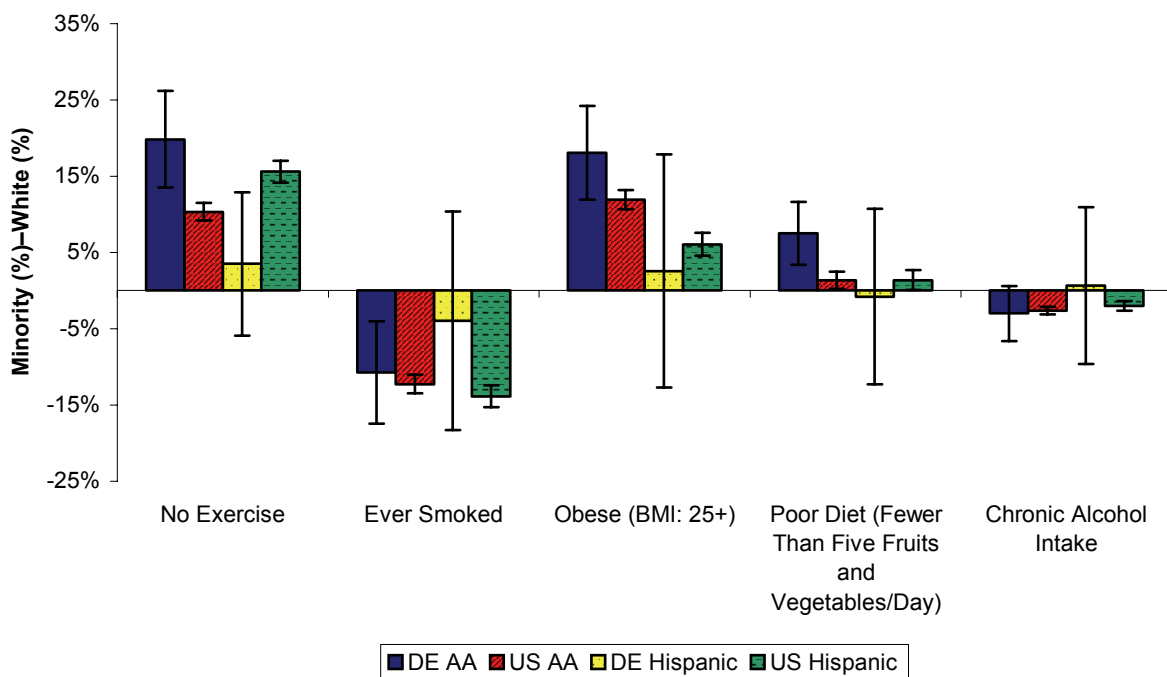 35%
25%
15%
5%
-5%
-15%
-25%
Minority (%)–White (%)
No Exercise
Ever Smoked
Obese (BMI: 25+)
Poor Diet (Fewer
Than Five Fruits
and
Vegetables/Day)
Chronic Alcohol
Intake
DE AA US AA DE Hispanic US Hispanic